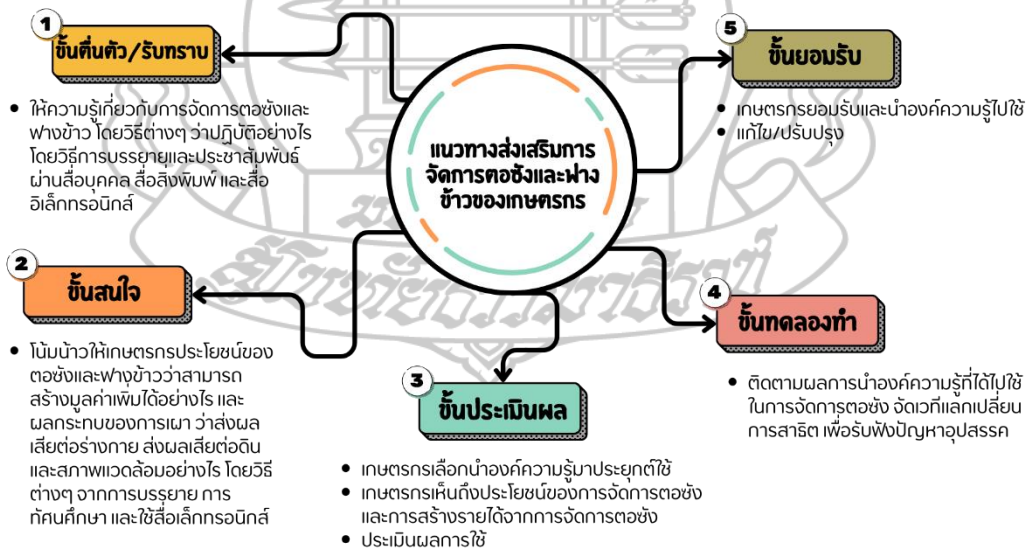 แนวทางส่งเสริมการ
จัดการตอซังและฟาง
ข้าวของเกษตรกร
1
ขั้นตื่นตัว/รับทราบ
• ให้ความรู้เกี่ยวกับการจัดการตอซังและ
ฟางข้าว โดยวิธีต่างๆ ว่าปฏิบัติอย่างไร
โดยวิธีการบรรยายและประชาสัมพันธ์
ผ่านสื่อบุคคล สื่อสิ่งพิมพ์ และสื่อ
อิเล็กทรอนิกส์
2
ขั้นสนใจ
• โน้มน้าวให้เกษตรกรประโยชน์ของ
ตอซังและฟางข้าวว่าสามารถ
สร้างมูลค่าเพิ่มได้อย่างไร และ
ผลกระทบของการเผา ว่าส่งผล
เสียต่อร่างกาย ส่งผลเสียต่อดิน
และสภาพแวดล้อมอย่างไร โดยวิธี
ต่างๆ จากการบรรยาย การ
ทัศนศึกษา และใช้สื่อเล็กทรอนิกส์
3
ขั้นประเมินผล
• เกษตรกรเลือกนำองค์ความรู้มาประยุกต์ใช้
• เกษตรกรเห็นถึงประโยชน์ของการจัดการตอซัง
และการสร้างรายได้จากการจัดการตอซัง
• ประเมินผลการใช้
4
ขั้นทดลองทำ
• ติดตามผลการนำองค์ความรู้ที่ได้ไปใช้
ในการจัดการตอซัง จัดเวทีแลกเปลี่ยน
การสาธิต เพื่อรับฟังปัญหาอุปสรรค
5
ขั้นยอมรับ
• เกษตรกรยอมรับและนำองค์ความรู้ไปใช้
• แก้ไข/ปรับปรุง